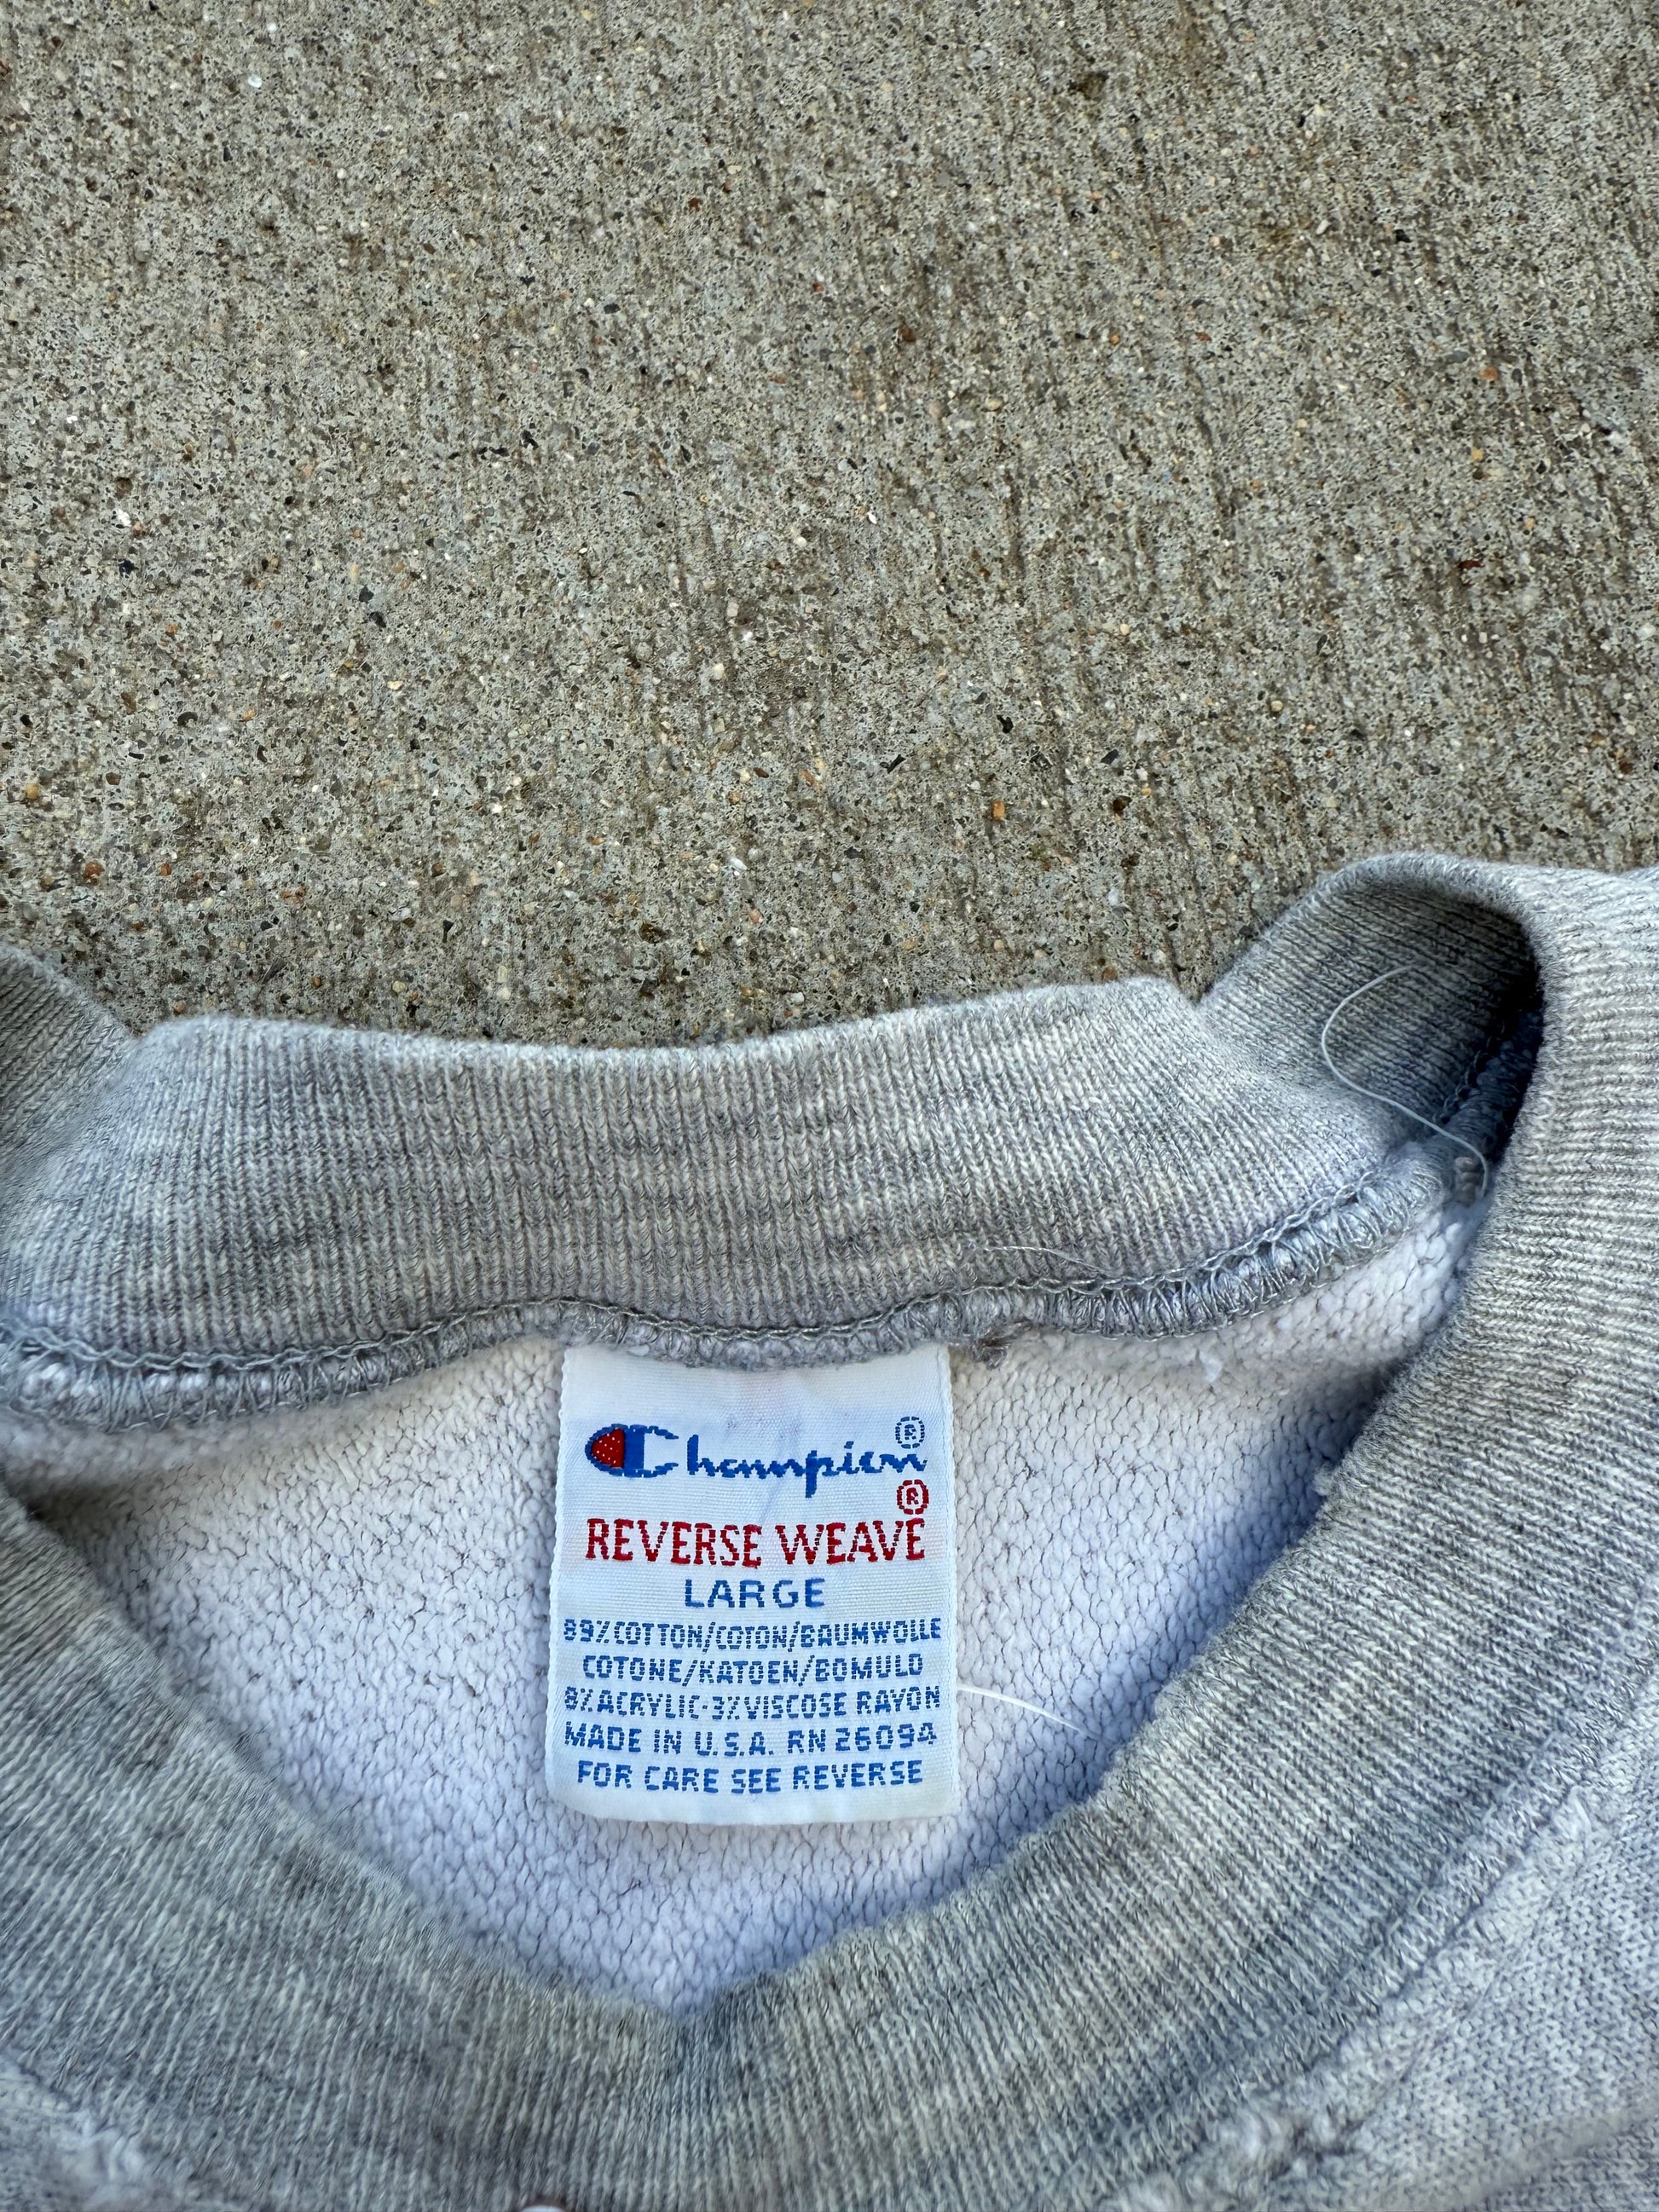 Champion®
®
REVERSE WEAVE
LARGE
89% COTTON/COTON/BAUMWOLLE
COTONE/KATOEN/BOMULD
8% ACRYLIC·3% VISCOSE RAYON
MADE IN U.S.A. RN 26094
FOR CARE SEE REVERSE